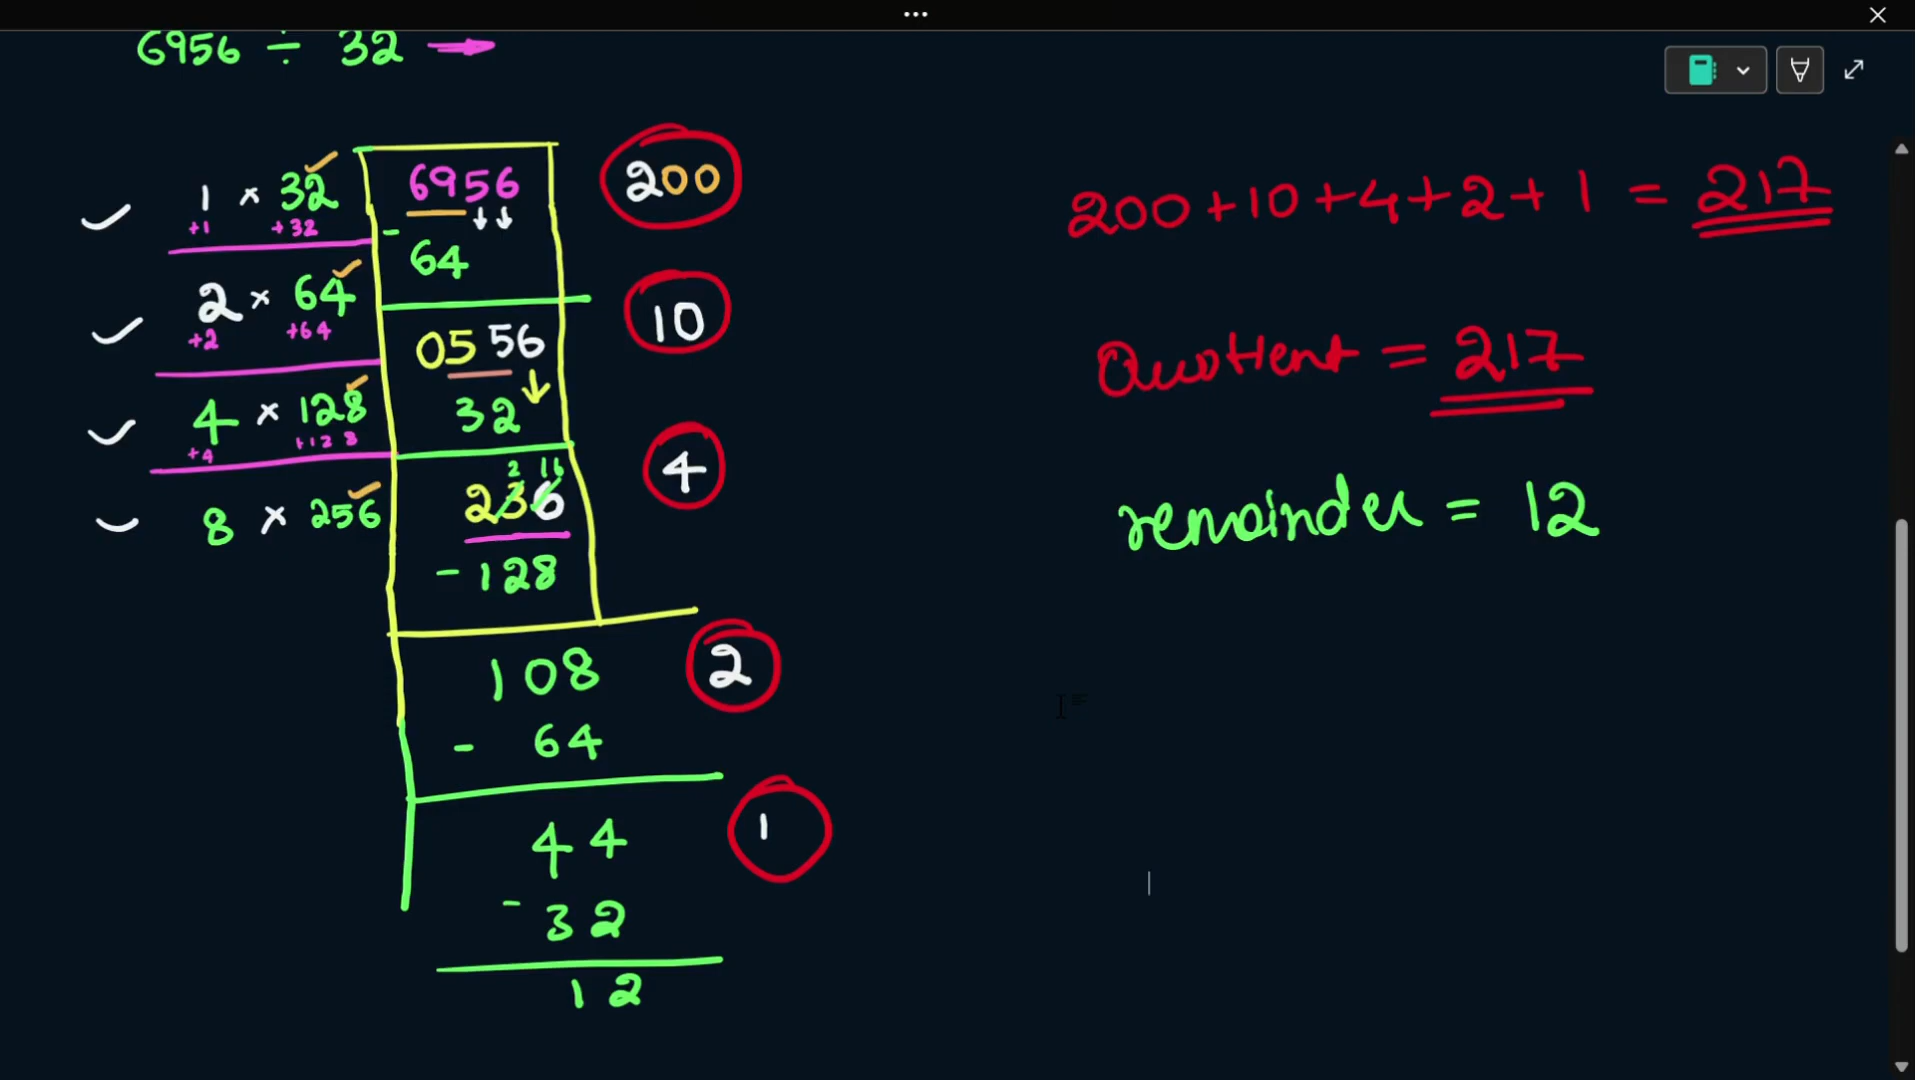 6956 ÷ 32 →
1 × 32
+1 +32
2 × 64
+2 +64
4 × 128
+4 +128
8 × 256
6956
- 64
0556
32
2 16
236
- 128
108
- 64
44
- 32
12
200
10
4
2
1
200 + 10 + 4 + 2 + 1 = 217
Quotient = 217
remainder = 12